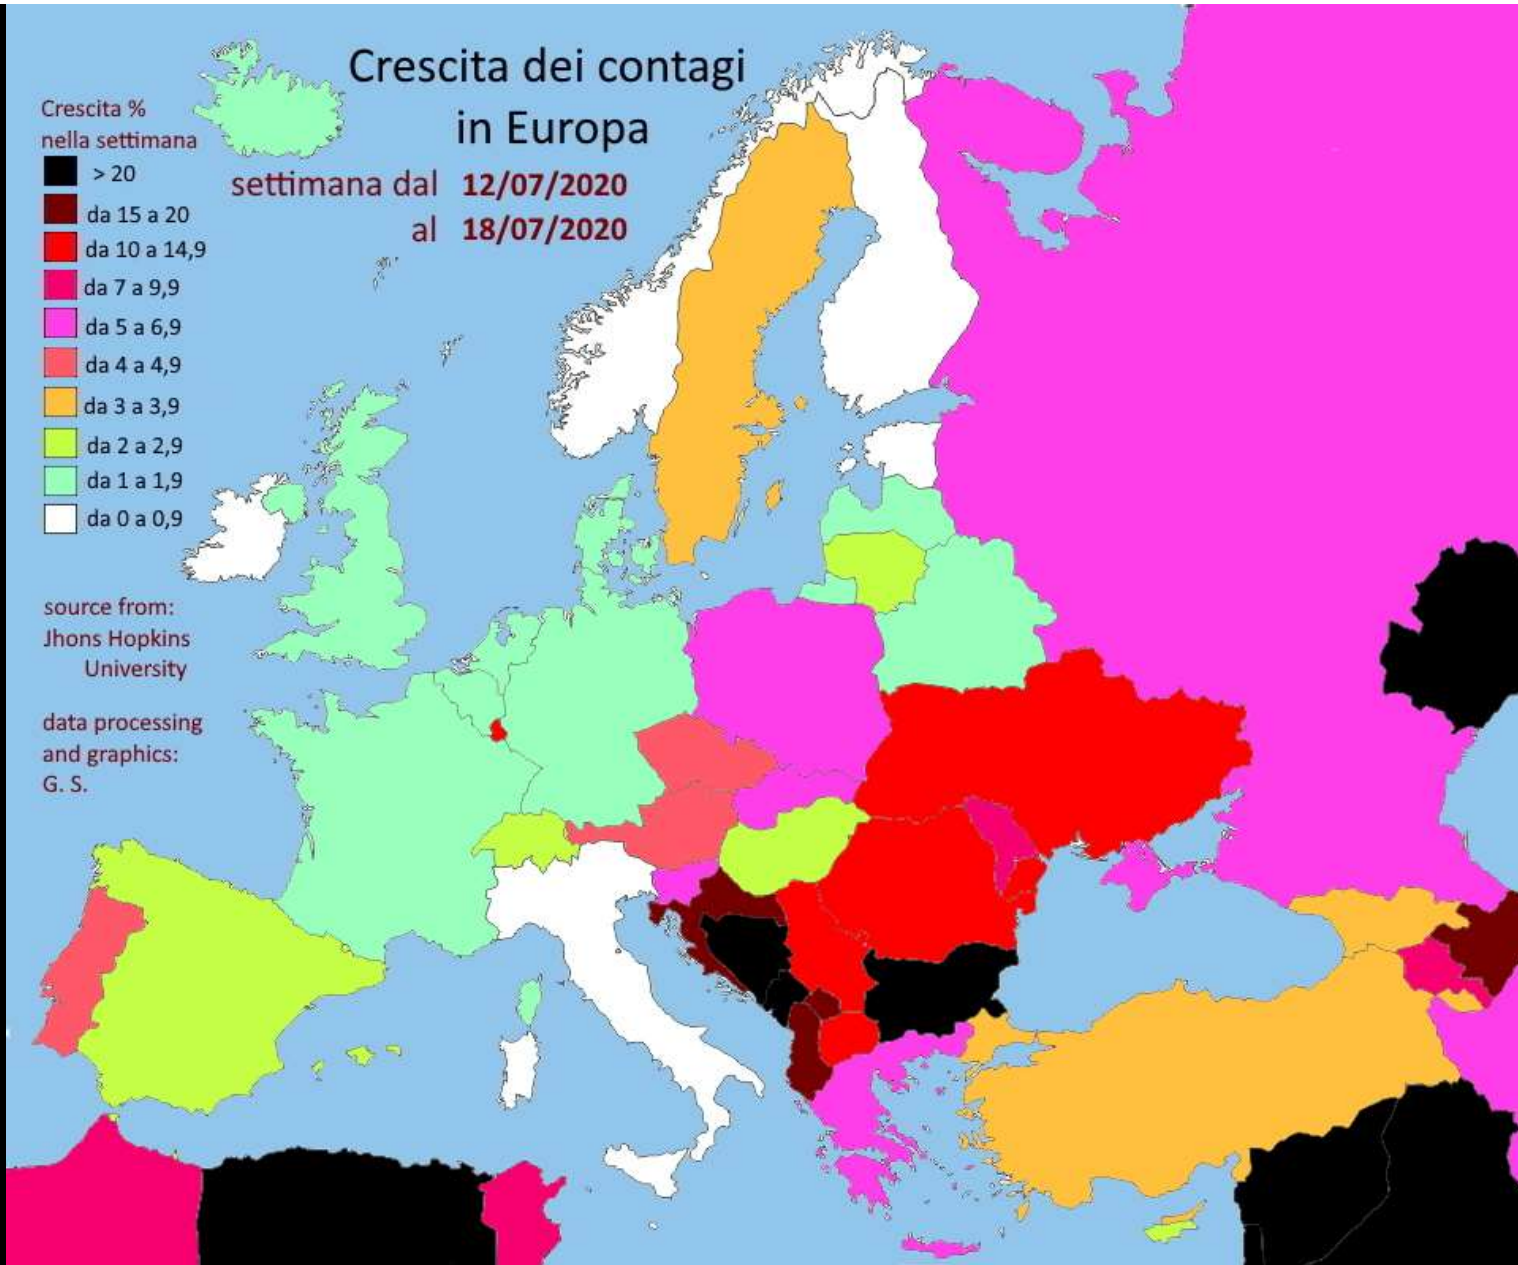 Crescita dei contagi
in Europa
settimana dal 12/07/2020
al 18/07/2020
Crescita %
nella settimana
> 20
da 15 a 20
da 10 a 14,9
da 7 a 9,9
da 5 a 6,9
da 4 a 4,9
da 3 a 3,9
da 2 a 2,9
da 1 a 1,9
da 0 a 0,9
source from:
Jhons Hopkins
University
data processing
and graphics:
G. S.